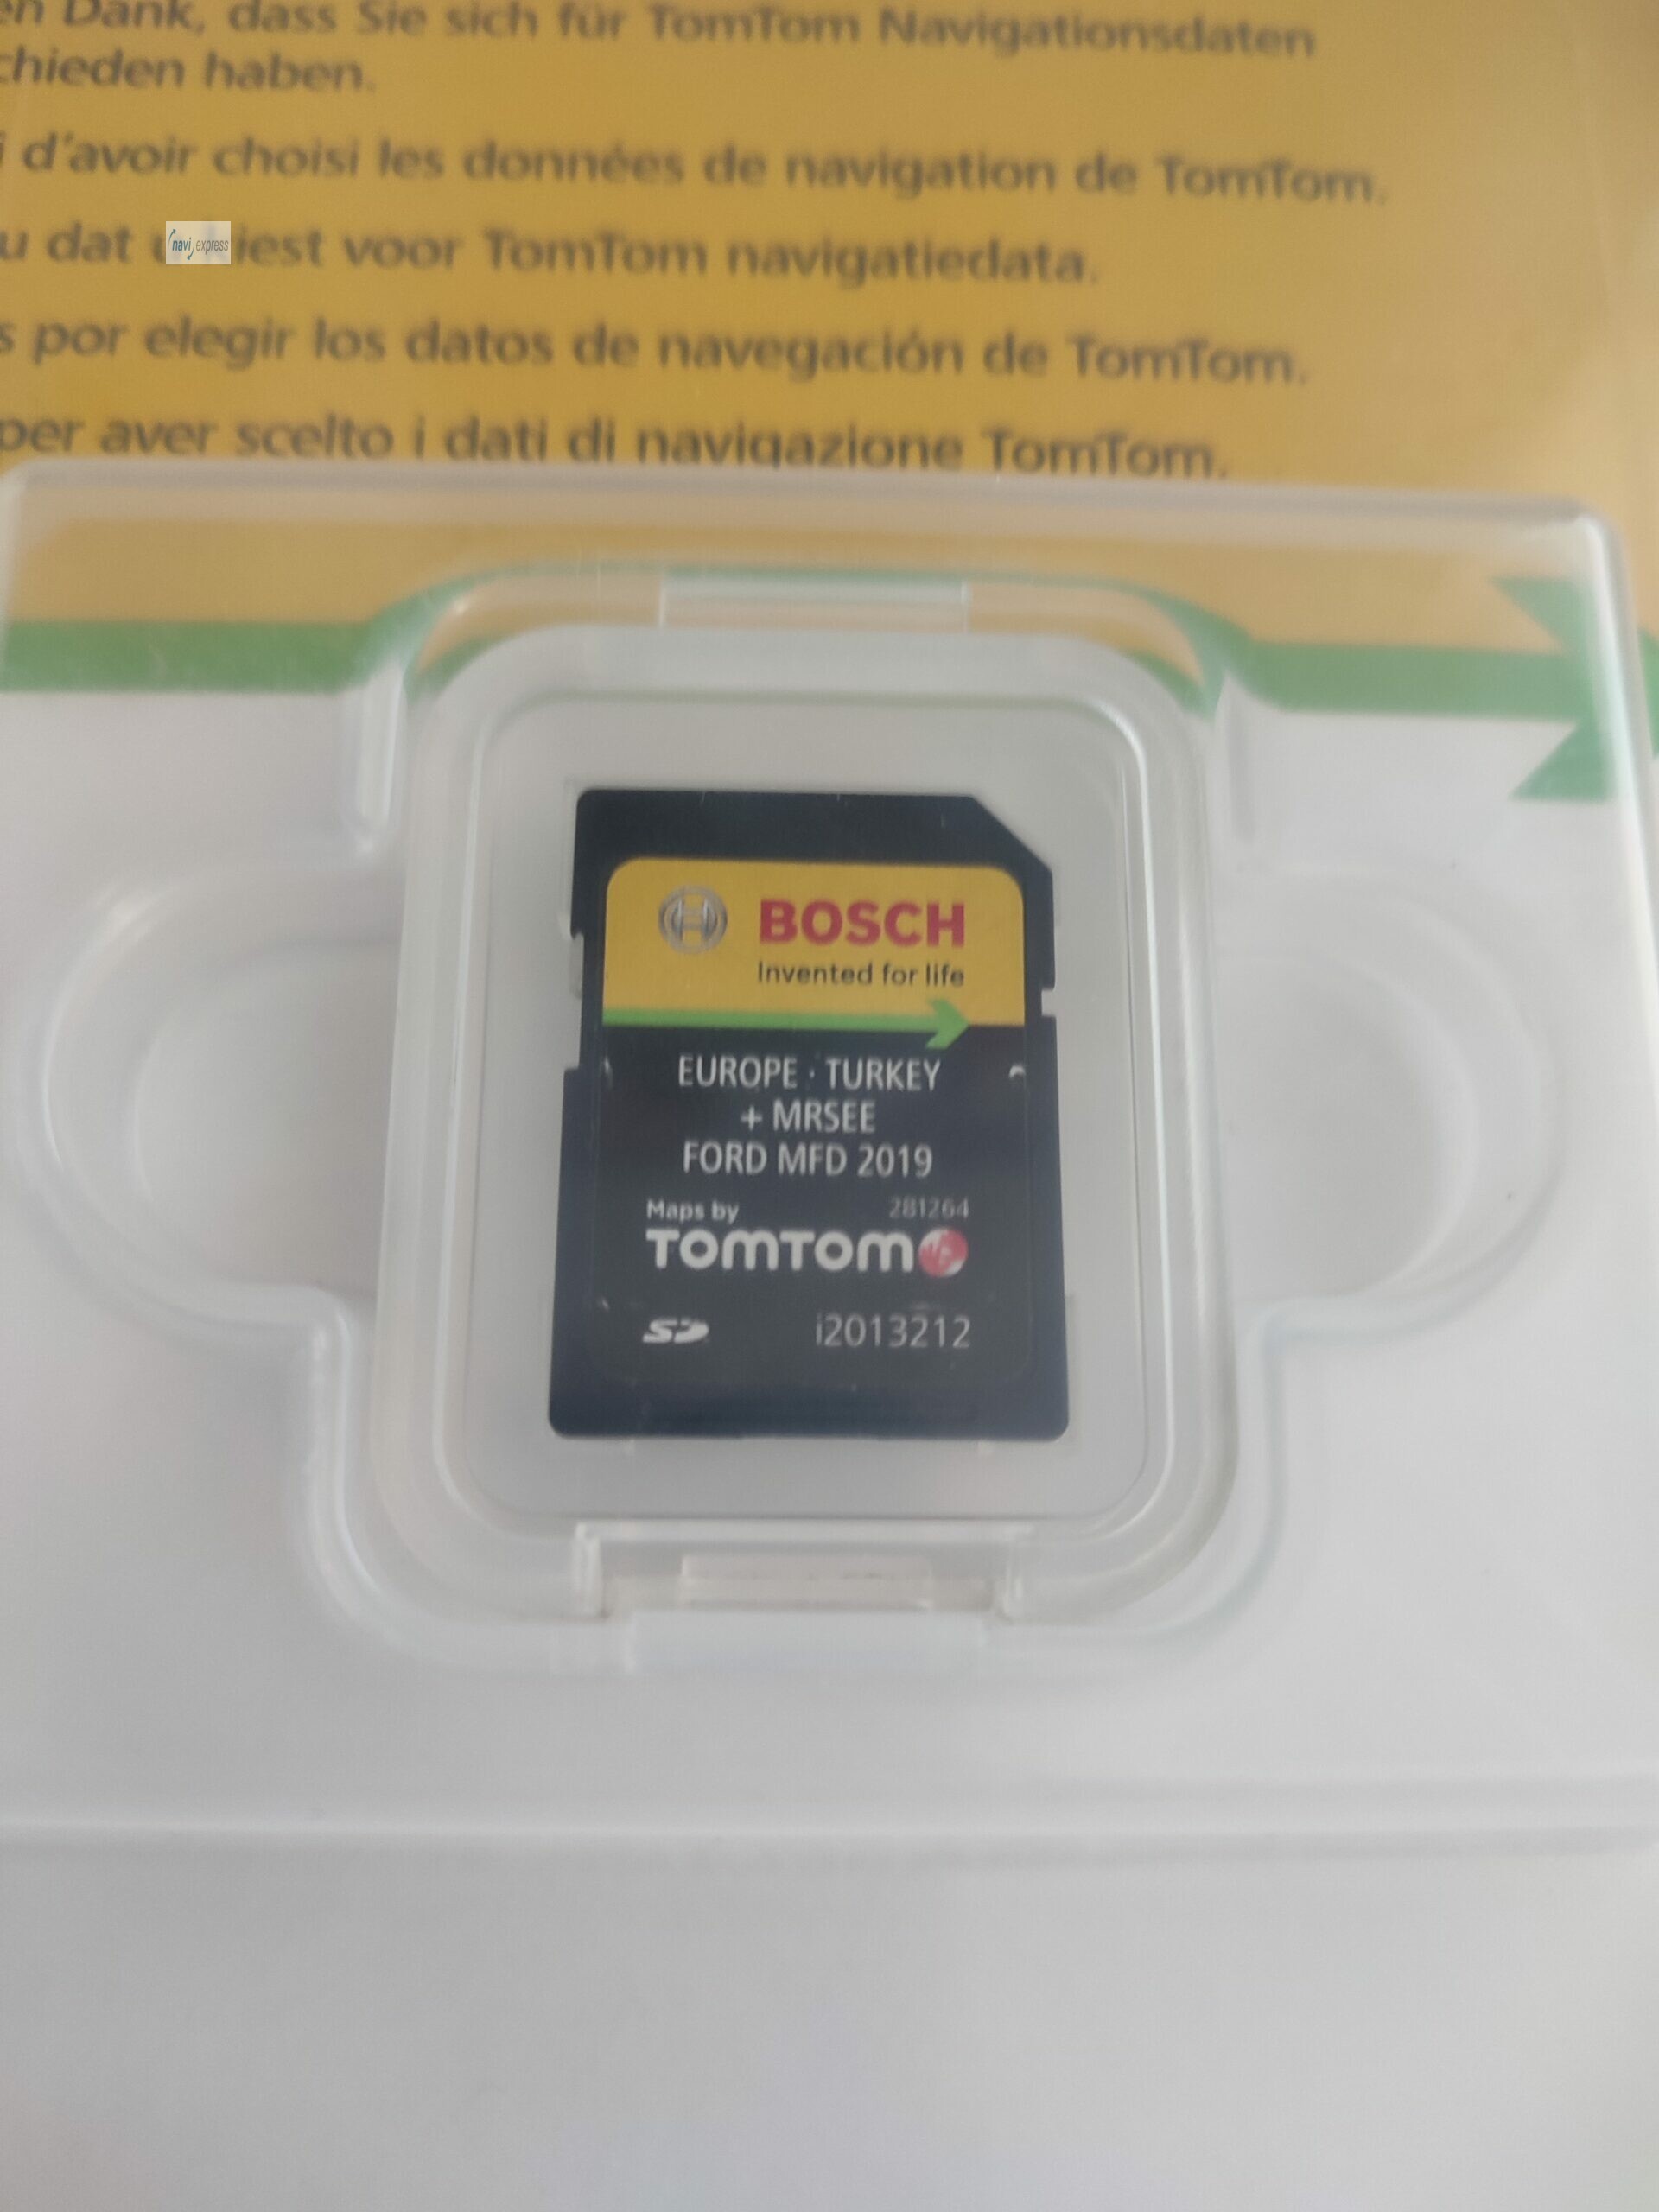 n Dank, dass Sie sich für TomTom Navigationsdaten
chieden haben.
i d'avoir choisi les données de navigation de TomTom.
u dat iest voor TomTom navigatiedata.
navi express
s por elegir los datos de navegación de TomTom.
per aver scelto i dati di navigazione TomTom.
BOSCH
Invented for life
EUROPE · TURKEY
+ MRSEE
FORD MFD 2019
Maps by 281264
TOMTOM
SD i2013212